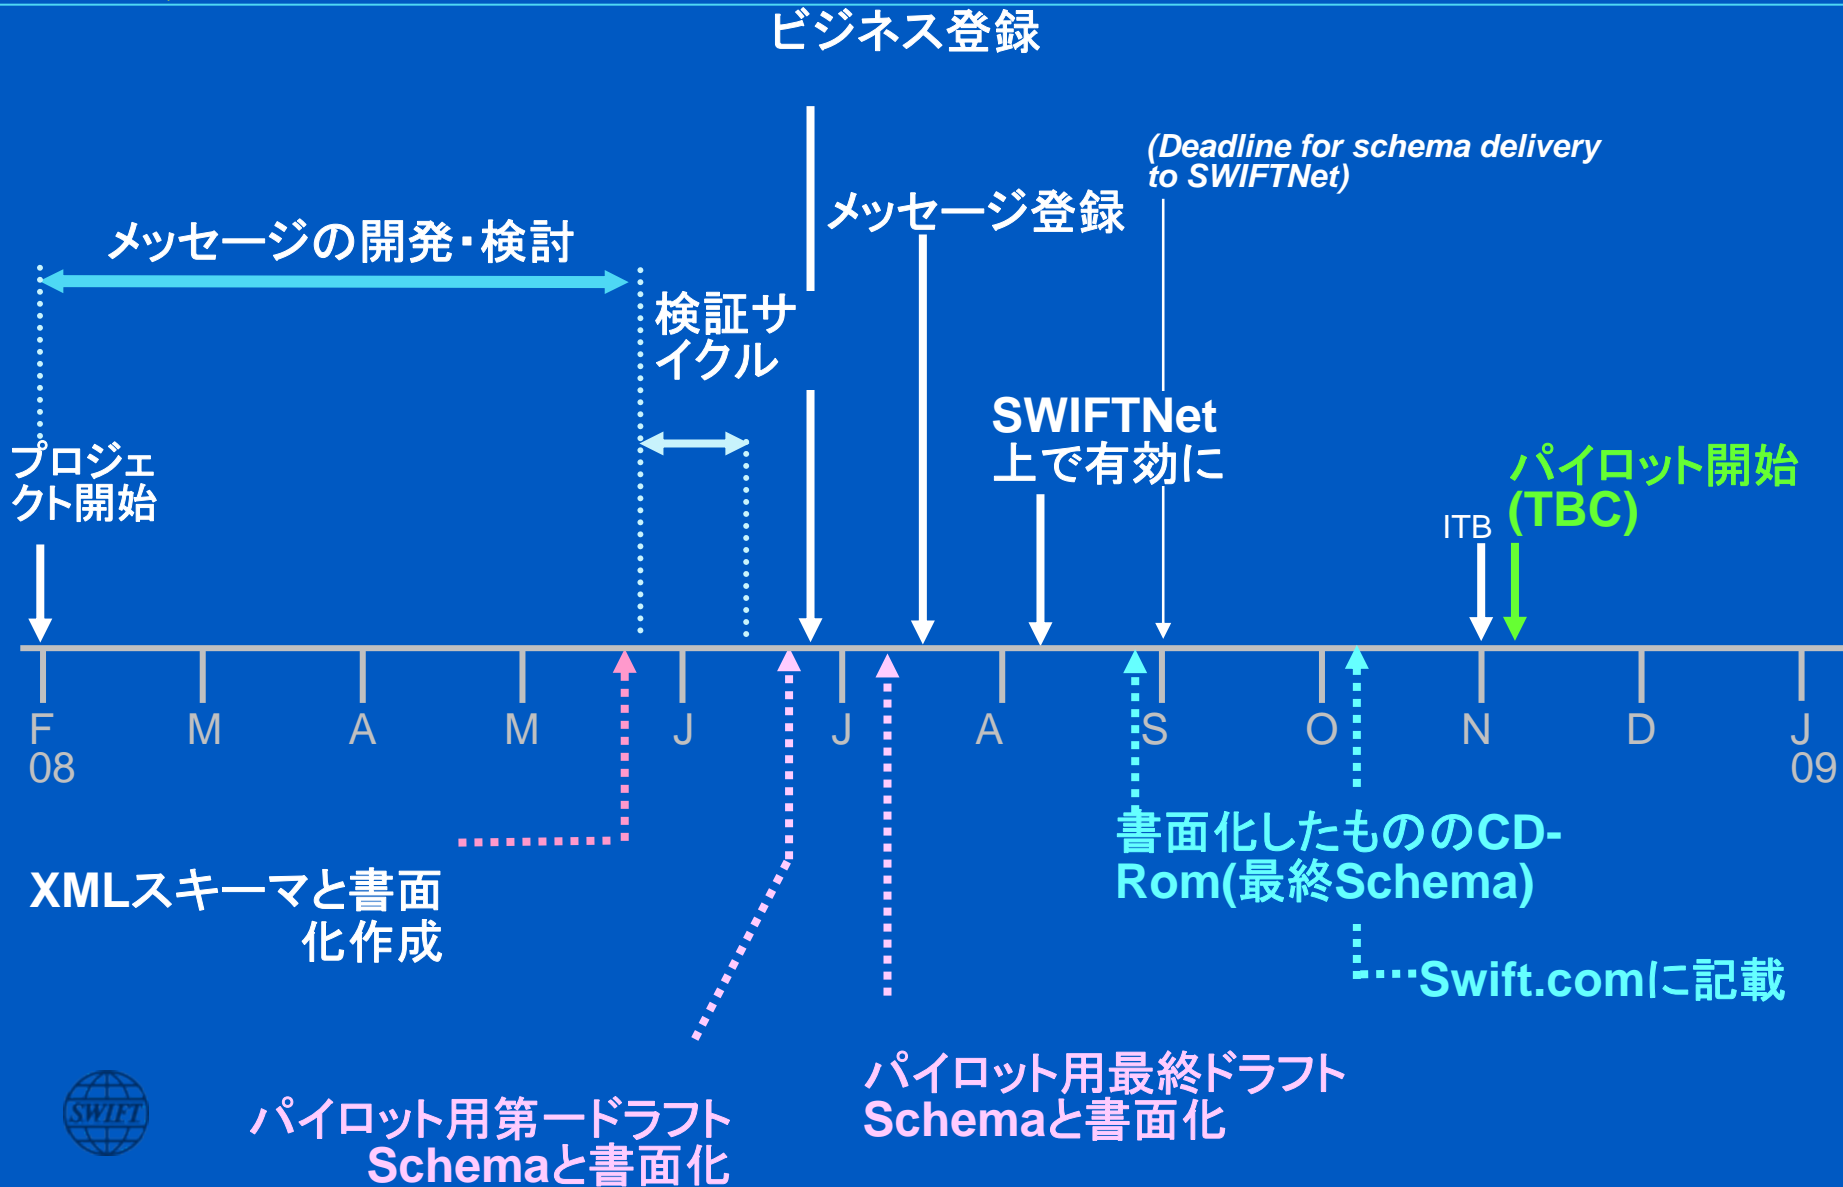 ビジネス登録
(Deadline for schema delivery
to SWIFTNet)
メッセージ登録
メッセージの開発・検討
検証サ
イクル
SWIFTNet
上で有効に
プロジェ
クト開始
パイロット開始
(TBC)
ITB
F
08
M
A
M
J
J
A
S
O
N
D
J
09
書面化したもののCD-
Rom(最終Schema)
XMLスキーマと書面
化作成
Swift.comに記載
パイロット用最終ドラフト
Schemaと書面化
パイロット用第一ドラフト
Schemaと書面化
SWIFT